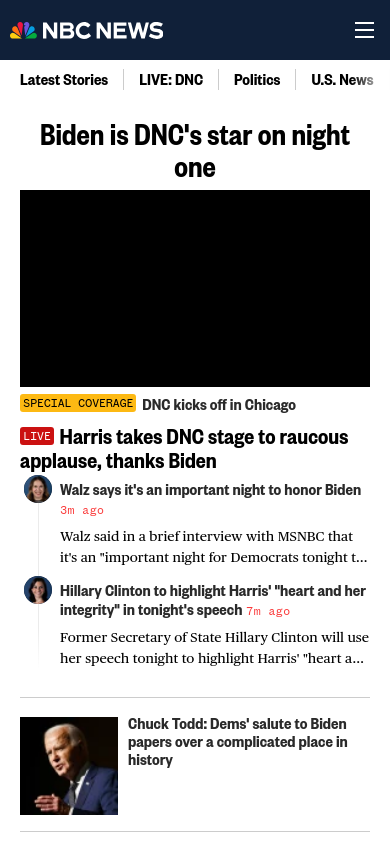 NBC NEWS
Latest Stories
LIVE: DNC
Politics
U.S. News
Biden is DNC's star on night
one
SPECIAL COVERAGE DNC kicks off in Chicago
LIVE Harris takes DNC stage to raucous
applause, thanks Biden
Walz says it's an important night to honor Biden
3m ago
Walz said in a brief interview with MSNBC that
it's an "important night for Democrats tonight t...
Hillary Clinton to highlight Harris' "heart and her
integrity" in tonight's speech 7m ago
Former Secretary of State Hillary Clinton will use
her speech tonight to highlight Harris' "heart a...
Chuck Todd: Dems' salute to Biden
papers over a complicated place in
history